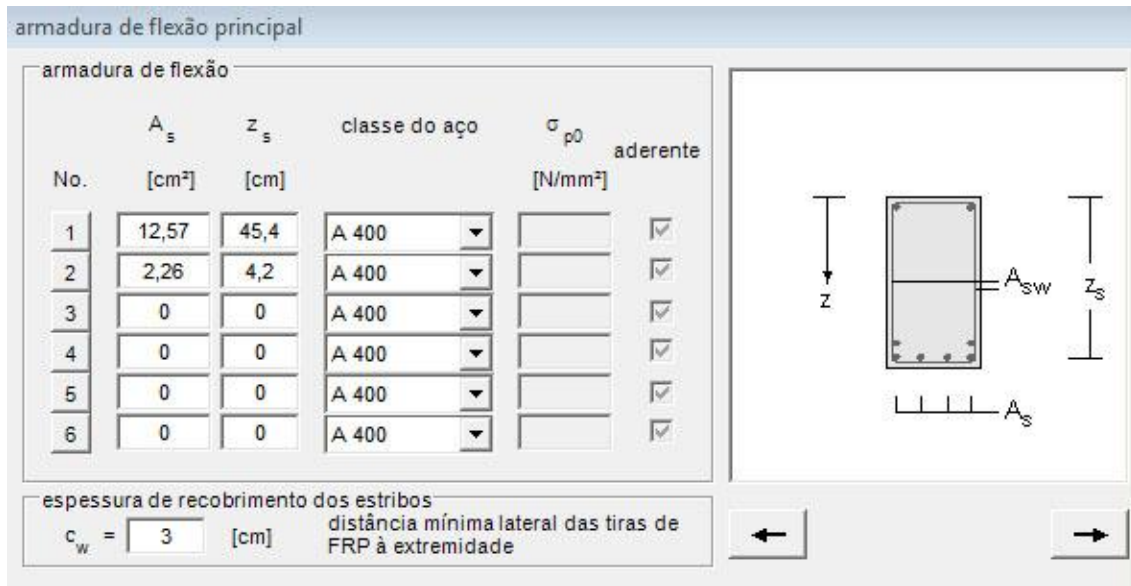 armadura de flexão principal
armadura de flexão
A s z s classe do aço σ p0 aderente
No. [cm²] [cm] [N/mm²]
1 12,57 45,4 A 400
2 2,26 4,2 A 400
3 0 0 A 400
4 0 0 A 400
5 0 0 A 400
6 0 0 A 400
espessura de recobrimento dos estribos
c w = 3 [cm] distância mínima lateral das tiras de
FRP à extremidade
z
A sw
z s
A s